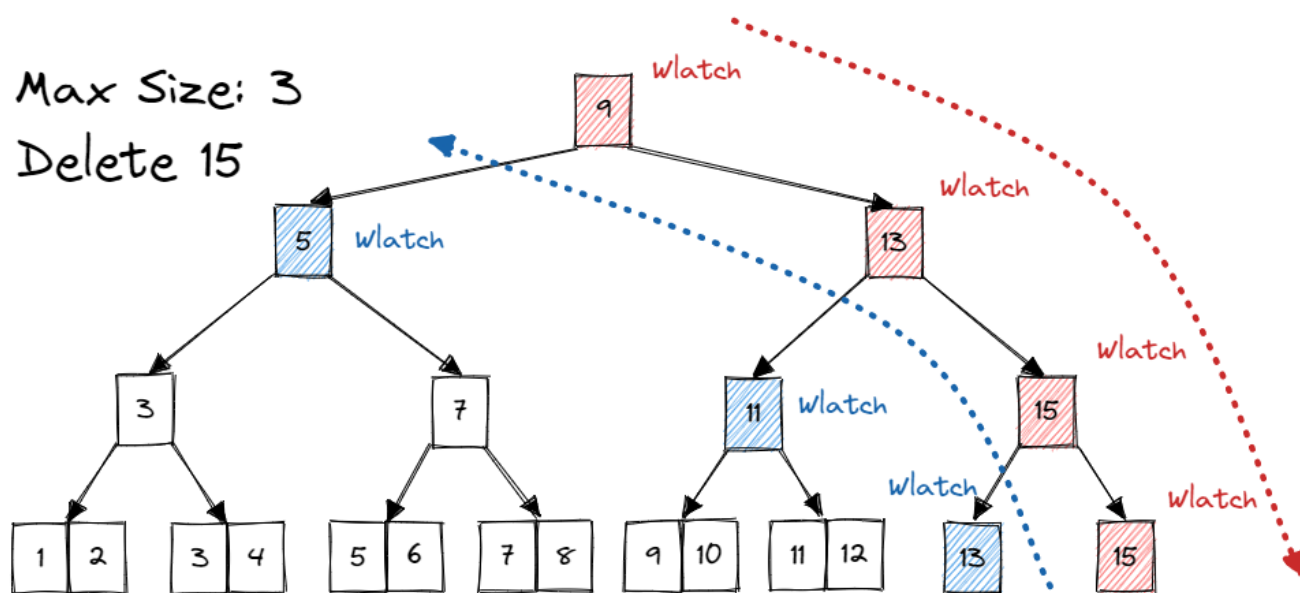 Max Size: 3
Delete 15
9 Wlatch
5 Wlatch 13 Wlatch
3 7 11 Wlatch 15 Wlatch
1 2 3 4 5 6 7 8 9 10 11 12 13 Wlatch 15 Wlatch